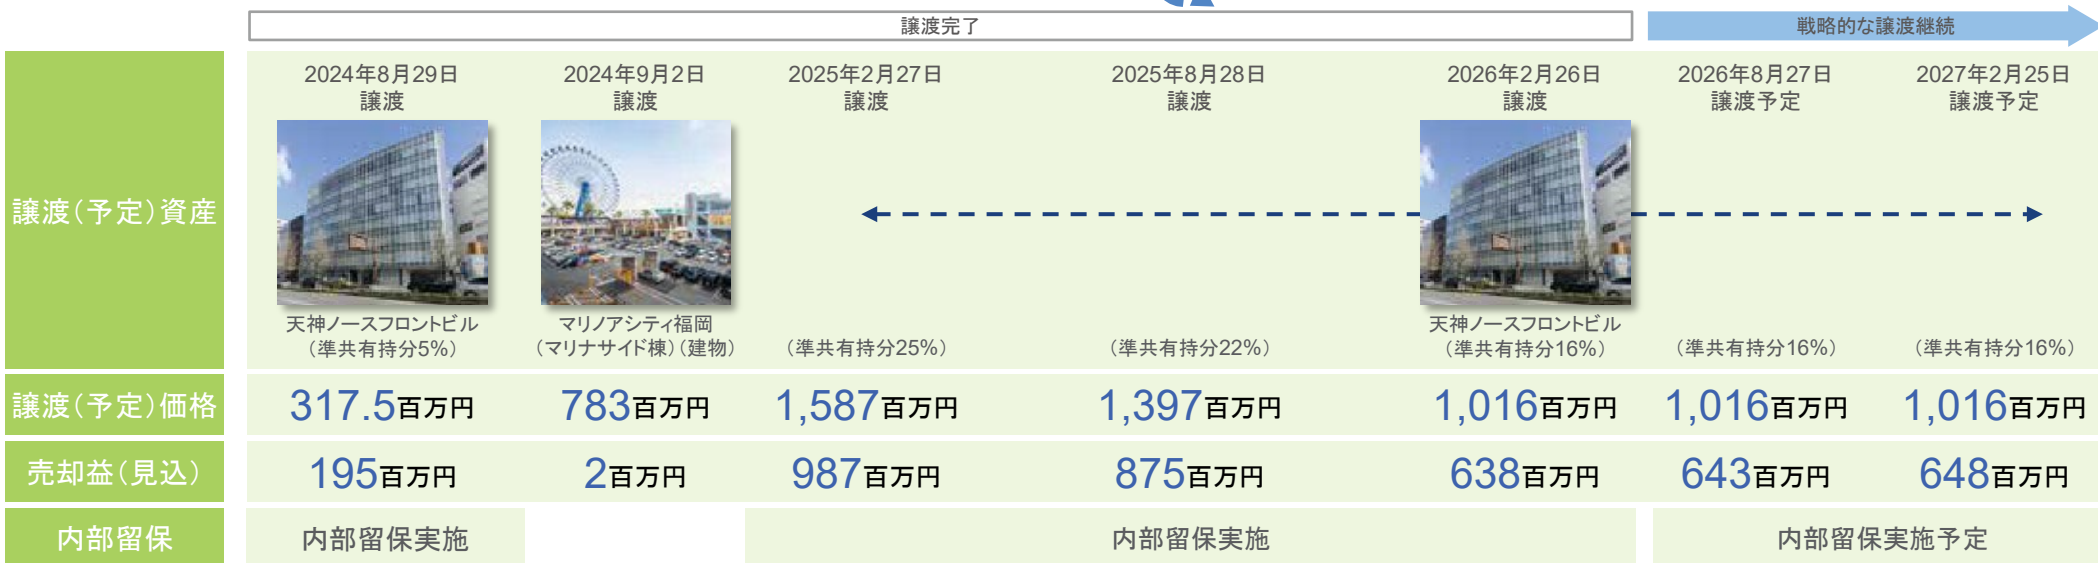 譲渡完了
戦略的な譲渡継続
譲渡(予定)資産
2024年8月29日
譲渡
2024年9月2日
譲渡
2025年2月27日
譲渡
2025年8月28日
譲渡
2026年2月26日
譲渡
2026年8月27日
譲渡予定
2027年2月25日
譲渡予定
天神ノースフロントビル
(準共有持分5%)
マリノアシティ福岡
(マリナサイド棟)(建物)
(準共有持分25%)
(準共有持分22%)
天神ノースフロントビル
(準共有持分16%)
(準共有持分16%)
(準共有持分16%)
譲渡(予定)価格
317.5百万円
783百万円
1,587百万円
1,397百万円
1,016百万円
1,016百万円
1,016百万円
売却益(見込)
195百万円
2百万円
987百万円
875百万円
638百万円
643百万円
648百万円
内部留保
内部留保実施
内部留保実施
内部留保実施予定